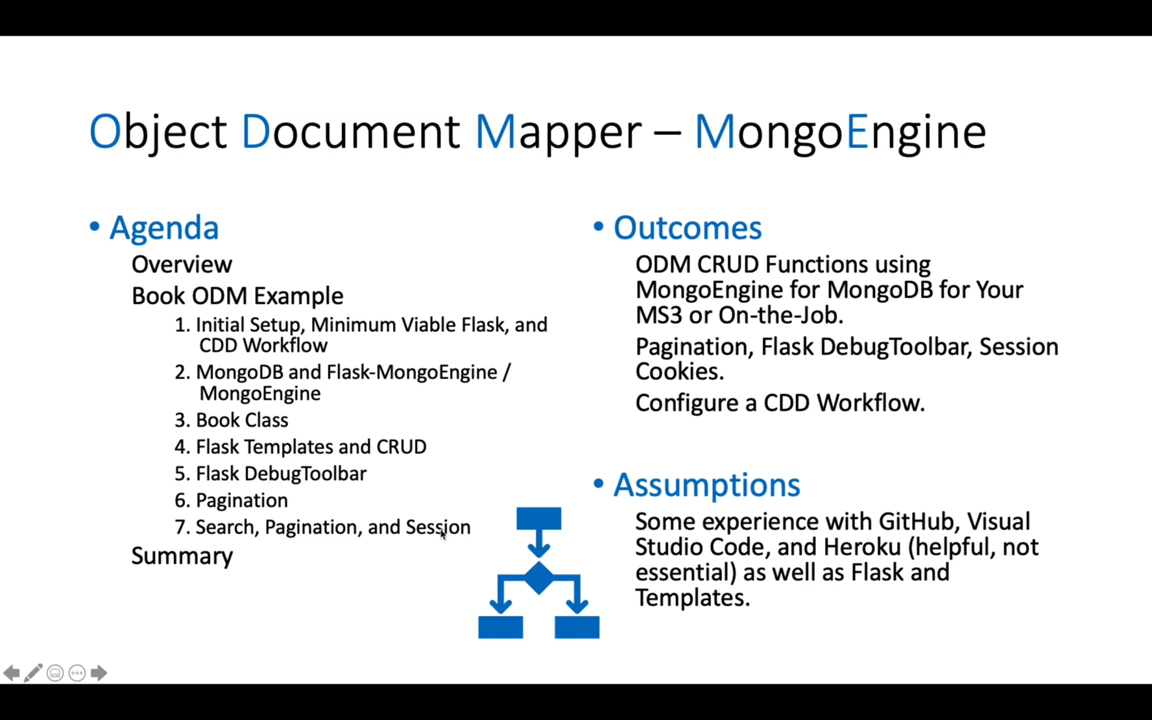 Object Document Mapper – MongoEngine
• Agenda
Overview
Book ODM Example
1. Initial Setup, Minimum Viable Flask, and
CDD Workflow
2. MongoDB and Flask-MongoEngine /
MongoEngine
3. Book Class
4. Flask Templates and CRUD
5. Flask DebugToolbar
6. Pagination
7. Search, Pagination, and Session
Summary
• Outcomes
ODM CRUD Functions using
MongoEngine for MongoDB for Your
MS3 or On-the-Job.
Pagination, Flask DebugToolbar, Session
Cookies.
Configure a CDD Workflow.
• Assumptions
Some experience with GitHub, Visual
Studio Code, and Heroku (helpful, not
essential) as well as Flask and
Templates.